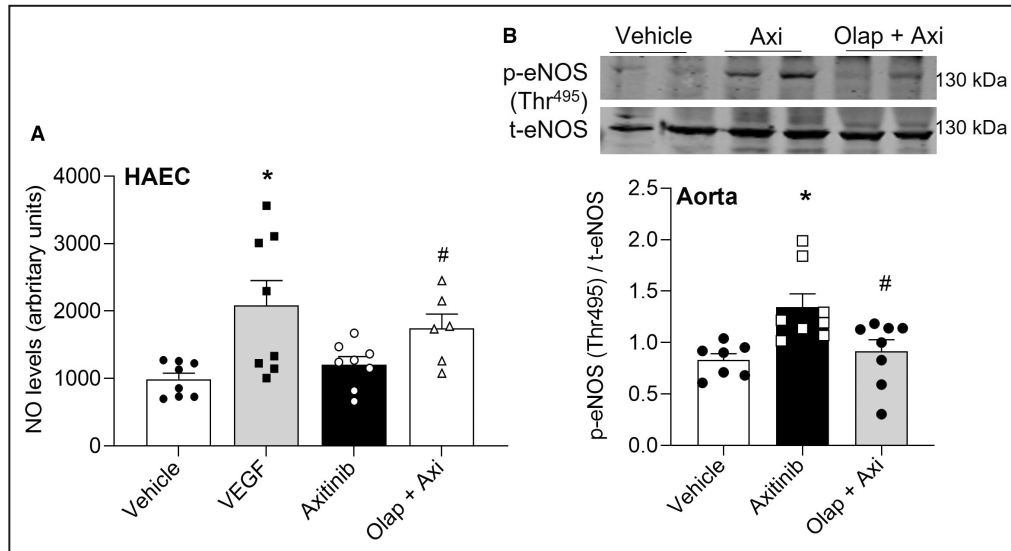 A
HAEC
*
#
4000
3000
2000
1000
0
NO levels (arbritary units)
Vehicle
VEGF
Axitinib
Olap + Axi
B
Vehicle Axi Olap + Axi
p-eNOS
(Thr495)
130 kDa
t-eNOS
130 kDa
Aorta
*
#
2.5
2.0
1.5
1.0
0.5
0.0
p-eNOS (Thr495) / t-eNOS
Vehicle
Axitinib
Olap + Axi